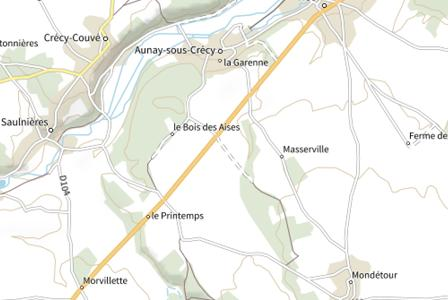 Crécy-Couvé
tonnières
Aunay-sous-Crécy
la Garenne
Saulnières
le Bois des Aises
Ferme de
Masserville
D104
le Printemps
Mondétour
Morvillette